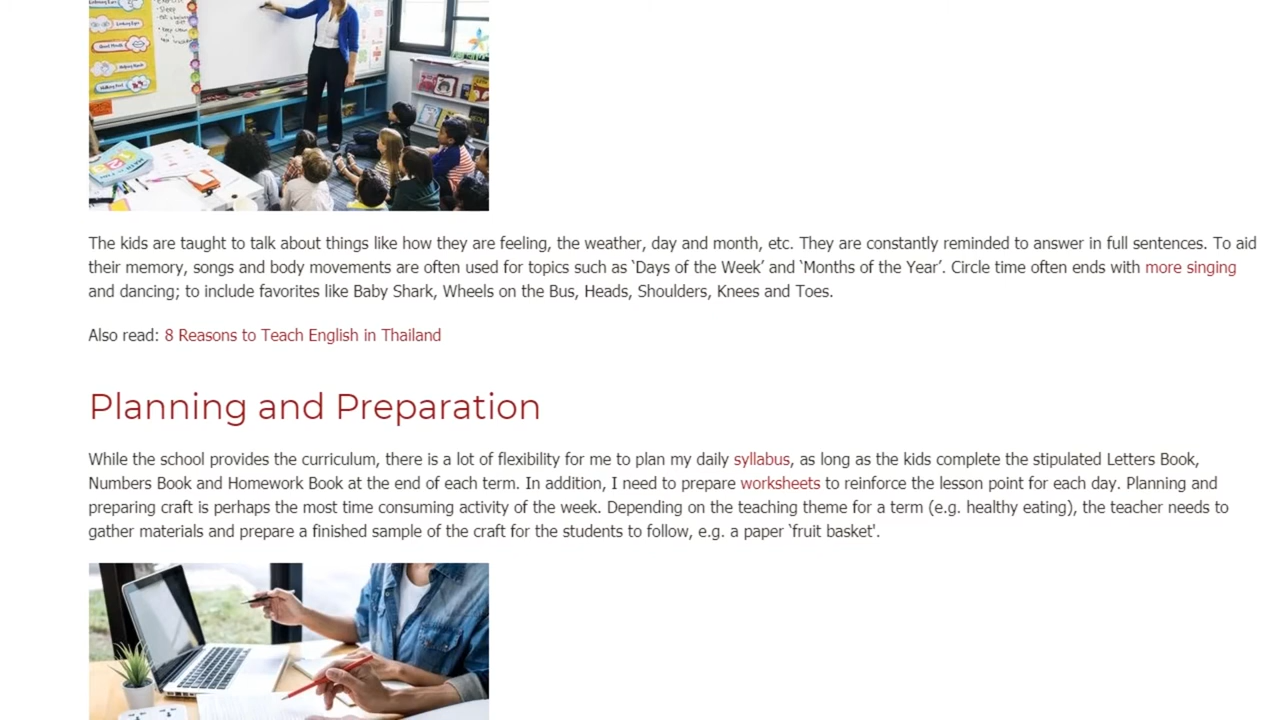 The kids are taught to talk about things like how they are feeling, the weather, day and month, etc. They are constantly reminded to answer in full sentences. To aid
their memory, songs and body movements are often used for topics such as ‘Days of the Week’ and ‘Months of the Year’. Circle time often ends with more singing
and dancing; to include favorites like Baby Shark, Wheels on the Bus, Heads, Shoulders, Knees and Toes.
Also read: 8 Reasons to Teach English in Thailand
Planning and Preparation
While the school provides the curriculum, there is a lot of flexibility for me to plan my daily syllabus, as long as the kids complete the stipulated Letters Book,
Numbers Book and Homework Book at the end of each term. In addition, I need to prepare worksheets to reinforce the lesson point for each day. Planning and
preparing craft is perhaps the most time consuming activity of the week. Depending on the teaching theme for a term (e.g. healthy eating), the teacher needs to
gather materials and prepare a finished sample of the craft for the students to follow, e.g. a paper ‘fruit basket'.